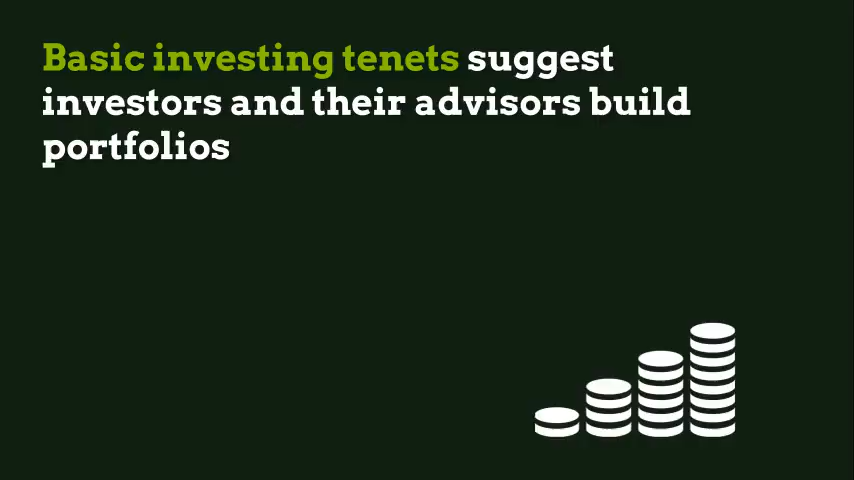 Basic investing tenets suggest
investors and their advisors build
portfolios